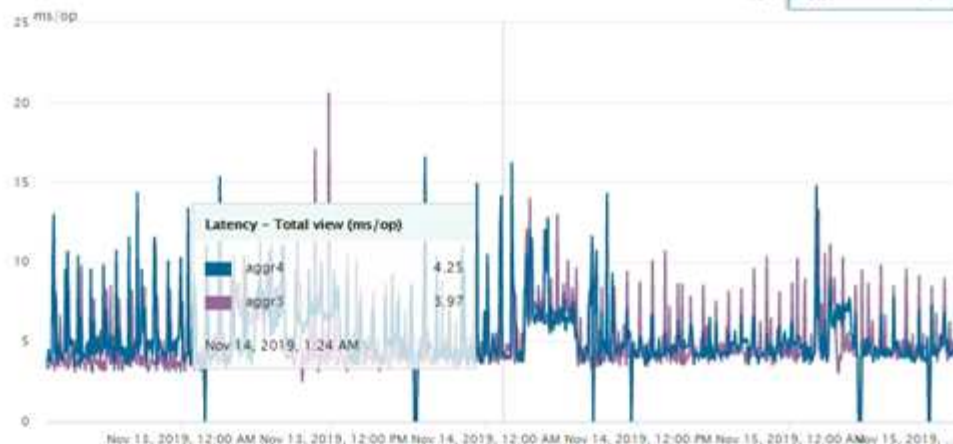 ms/op
25
20
15
10
5
0
Latency – Total view (ms/op)
aggr4 4.25
aggr3 3.97
Nov 14, 2019, 1:24 AM
Nov 13, 2019, 12:00 AM Nov 13, 2019, 12:00 PM Nov 14, 2019, 12:00 AM Nov 14, 2019, 12:00 PM Nov 15, 2019, 12:00 AM Nov 15, 2019, ...